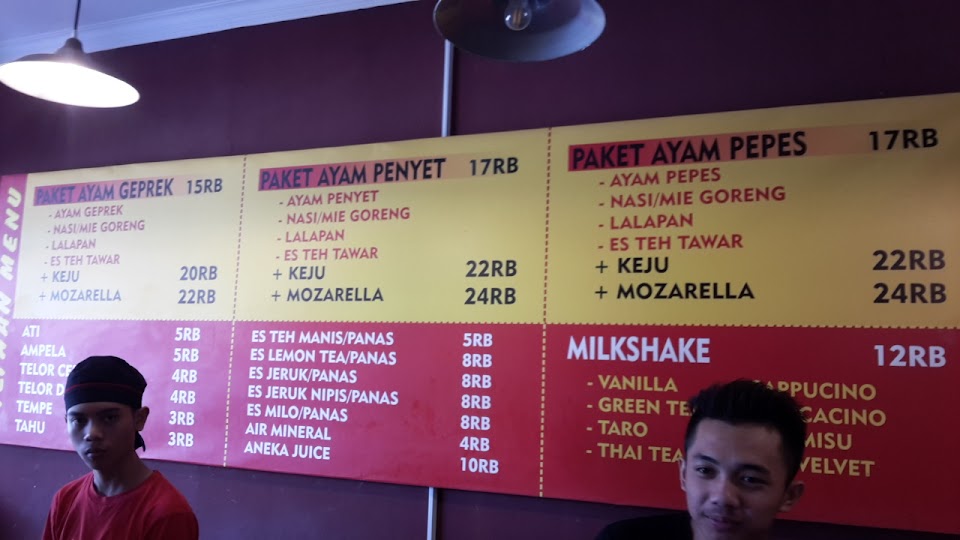 MENU
PAKET AYAM GEPREK 15RB
- AYAM GEPREK
- NASI/MIE GORENG
- LALAPAN
- ES TEH TAWAR
+ KEJU 20RB
+ MOZARELLA 22RB
PAKET AYAM PENYET 17RB
- AYAM PENYET
- NASI/MIE GORENG
- LALAPAN
- ES TEH TAWAR
+ KEJU 22RB
+ MOZARELLA 24RB
PAKET AYAM PEPES 17RB
- AYAM PEPES
- NASI/MIE GORENG
- LALAPAN
- ES TEH TAWAR
+ KEJU 22RB
+ MOZARELLA 24RB
ATI 5RB
AMPELA 5RB
TELOR 4RB
TELOR 4RB
TEMPE 3RB
TAHU 3RB
ES TEH MANIS/PANAS 5RB
ES LEMON TEA/PANAS 8RB
ES JERUK/PANAS 8RB
ES JERUK NIPIS/PANAS 8RB
ES MILO/PANAS 8RB
AIR MINERAL 4RB
ANEKA JUICE 10RB
MILKSHAKE 12RB
- VANILLA
- GREEN
- TARO
- THAI TEA
VELVET